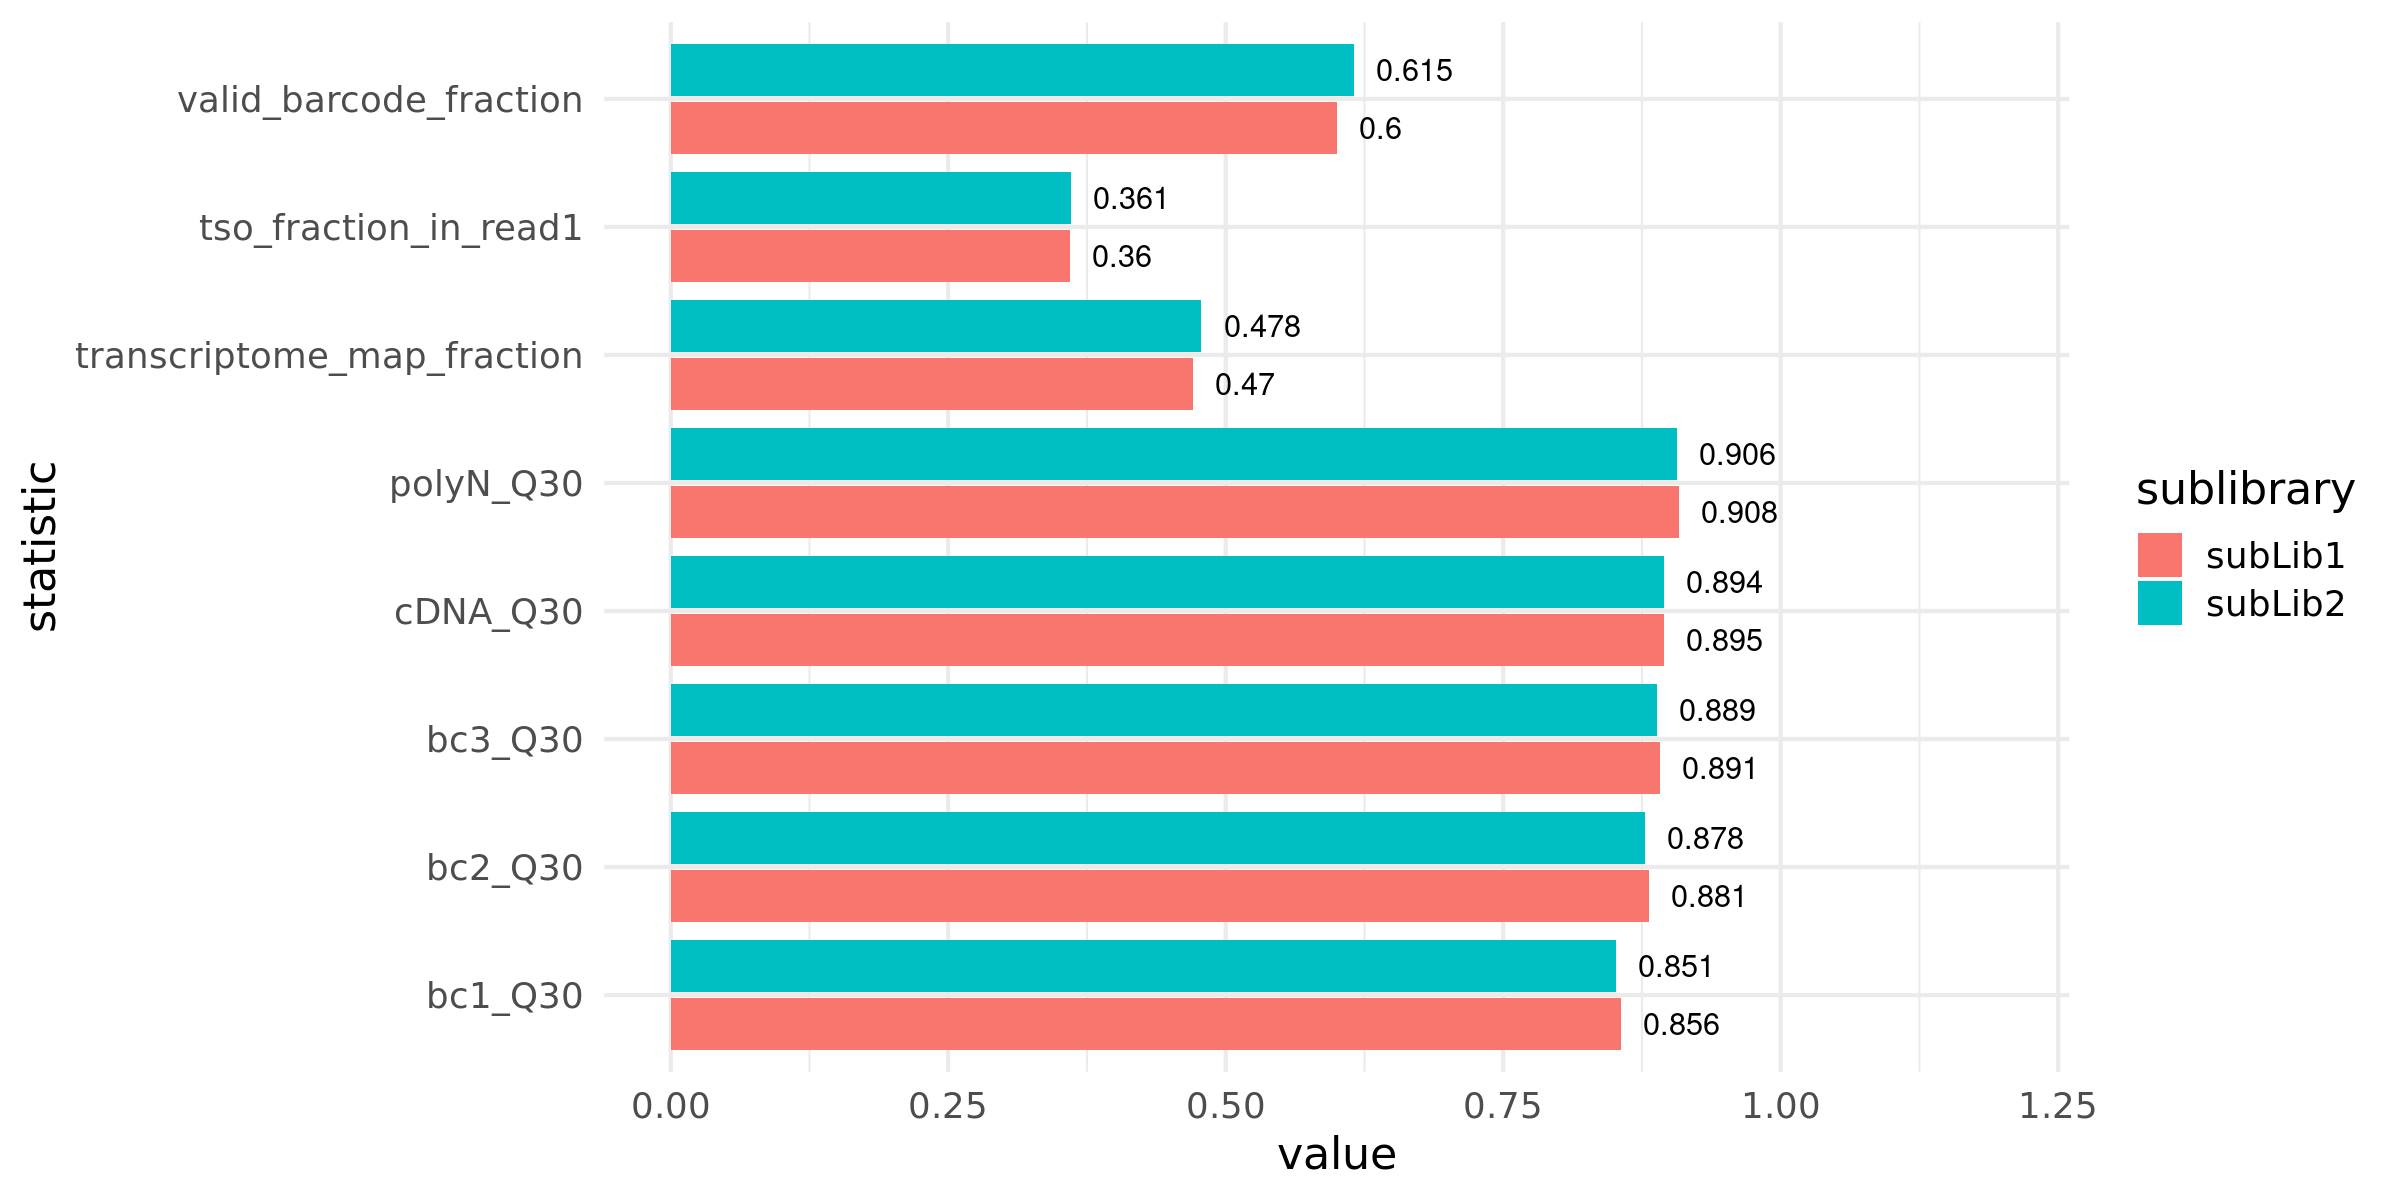 statistic
valid_barcode_fraction
0.615
0.6
tso_fraction_in_read1
0.361
0.36
transcriptome_map_fraction
0.478
0.47
polyN_Q30
0.906
0.908
cDNA_Q30
0.894
0.895
bc3_Q30
0.889
0.891
bc2_Q30
0.878
0.881
bc1_Q30
0.851
0.856
0.00 0.25 0.50 0.75 1.00 1.25
value
sublibrary
subLib1
subLib2